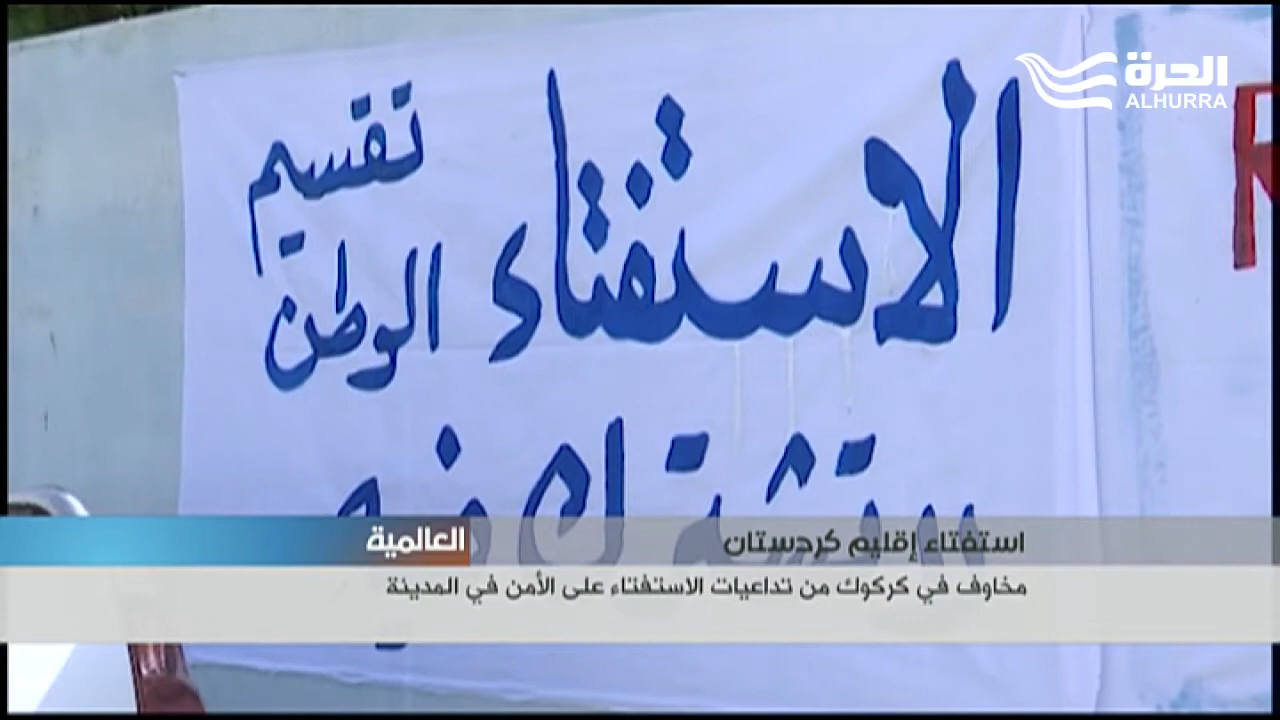 الحرة
ALHURRA
R
الاستفتاء تقسيم
الوطن
استفتاء إقليم كردستان
العالمية
مخاوف في كركوك من تداعيات الاستفتاء على الأمن في المدينة